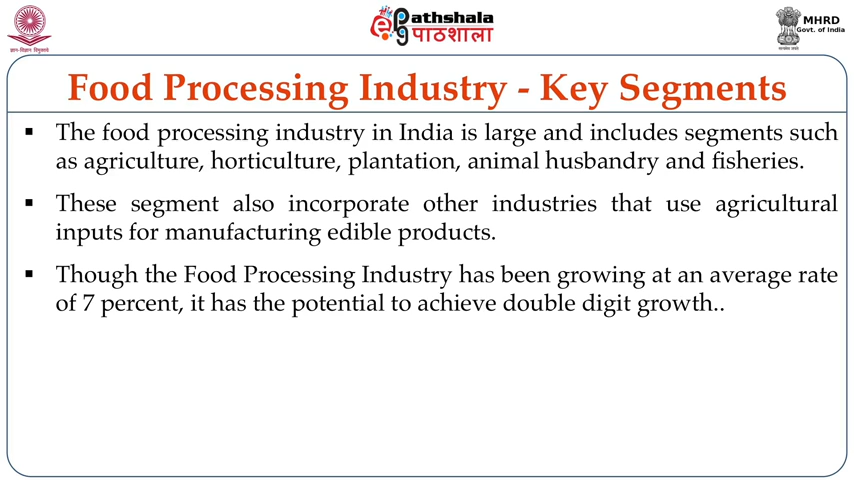 ePathshala
पाठशाला
MHRD
Govt. of India
ज्ञान-विज्ञान विमुक्तये
Food Processing Industry - Key Segments
▪ The food processing industry in India is large and includes segments such
as agriculture, horticulture, plantation, animal husbandry and fisheries.
▪ These segment also incorporate other industries that use agricultural
inputs for manufacturing edible products.
▪ Though the Food Processing Industry has been growing at an average rate
of 7 percent, it has the potential to achieve double digit growth..